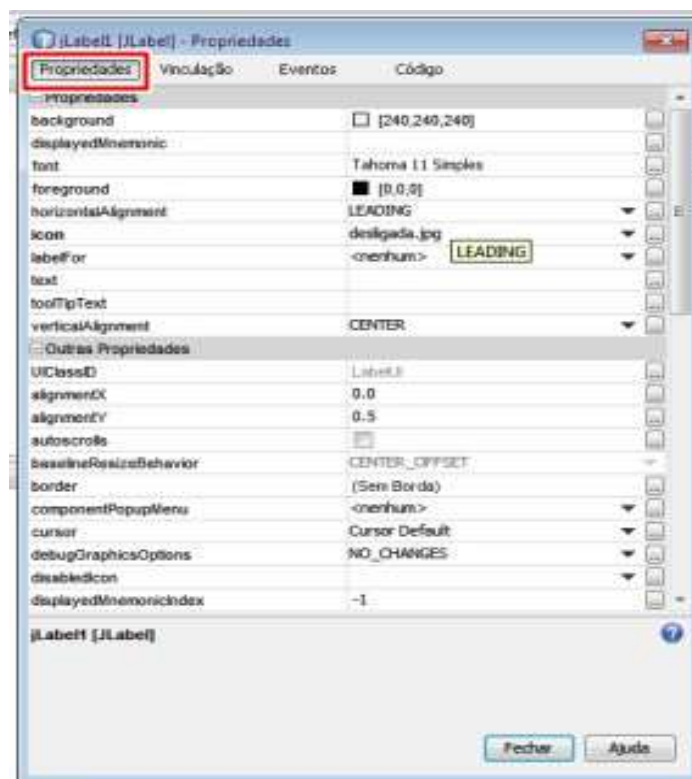 jLabel1 [JLabel] - Propriedades
Propriedades Vinculação Eventos Código
Propriedades
background [240,240,240]
displayedMnemonic
font Tahoma 11 Simples
foreground [0,0,0]
horizontalAlignment LEADING
icon desligada.jpg
labelFor <nenhum> LEADING
text
toolTipText
verticalAlignment CENTER
Outras Propriedades
UIClassID LabelUI
alignmentX 0.0
alignmentY 0.5
autoscrolls
baselineResizeBehavior CENTER_OFFSET
border (Sem Borda)
componentPopupMenu <nenhum>
cursor Cursor Default
debugGraphicsOptions NO_CHANGES
disabledIcon
displayedMnemonicIndex -1
jLabel1 [JLabel]
Fechar Ajuda